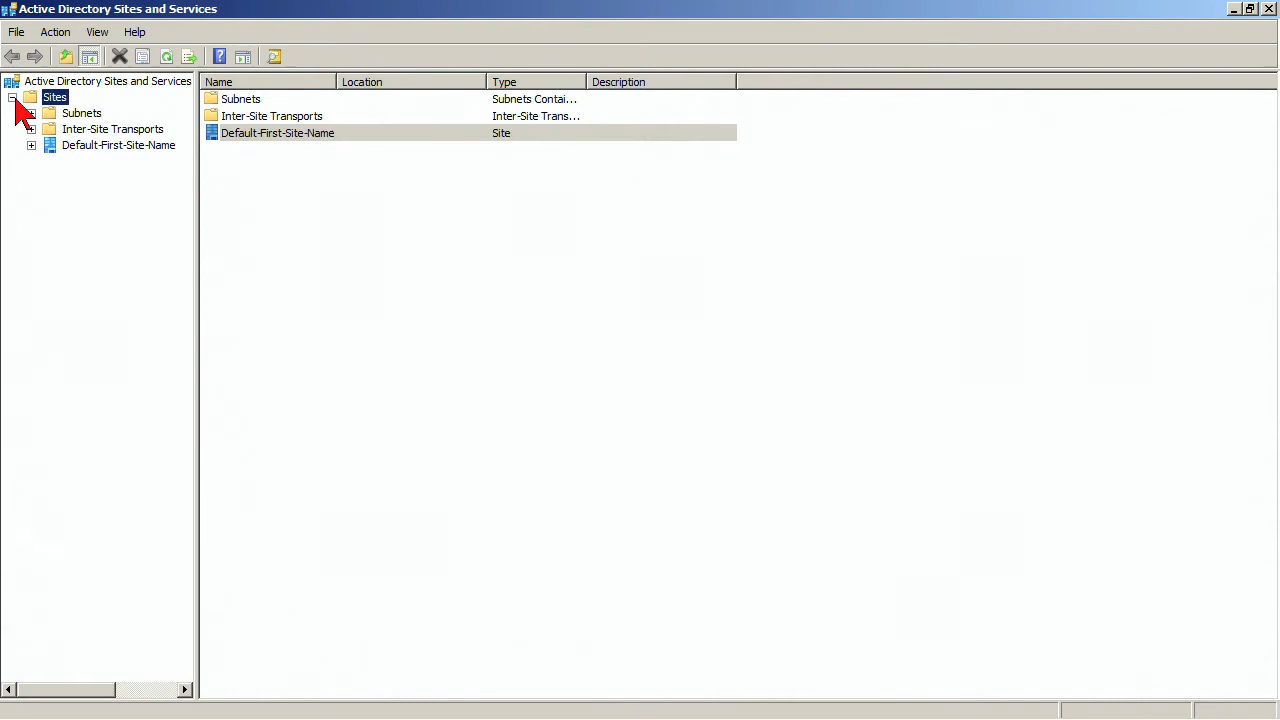 Active Directory Sites and Services
File Action View Help
Active Directory Sites and Services
Sites
Subnets
Inter-Site Transports
Default-First-Site-Name
Name Location Type Description
Subnets Subnets Contai...
Inter-Site Transports Inter-Site Trans...
Default-First-Site-Name Site